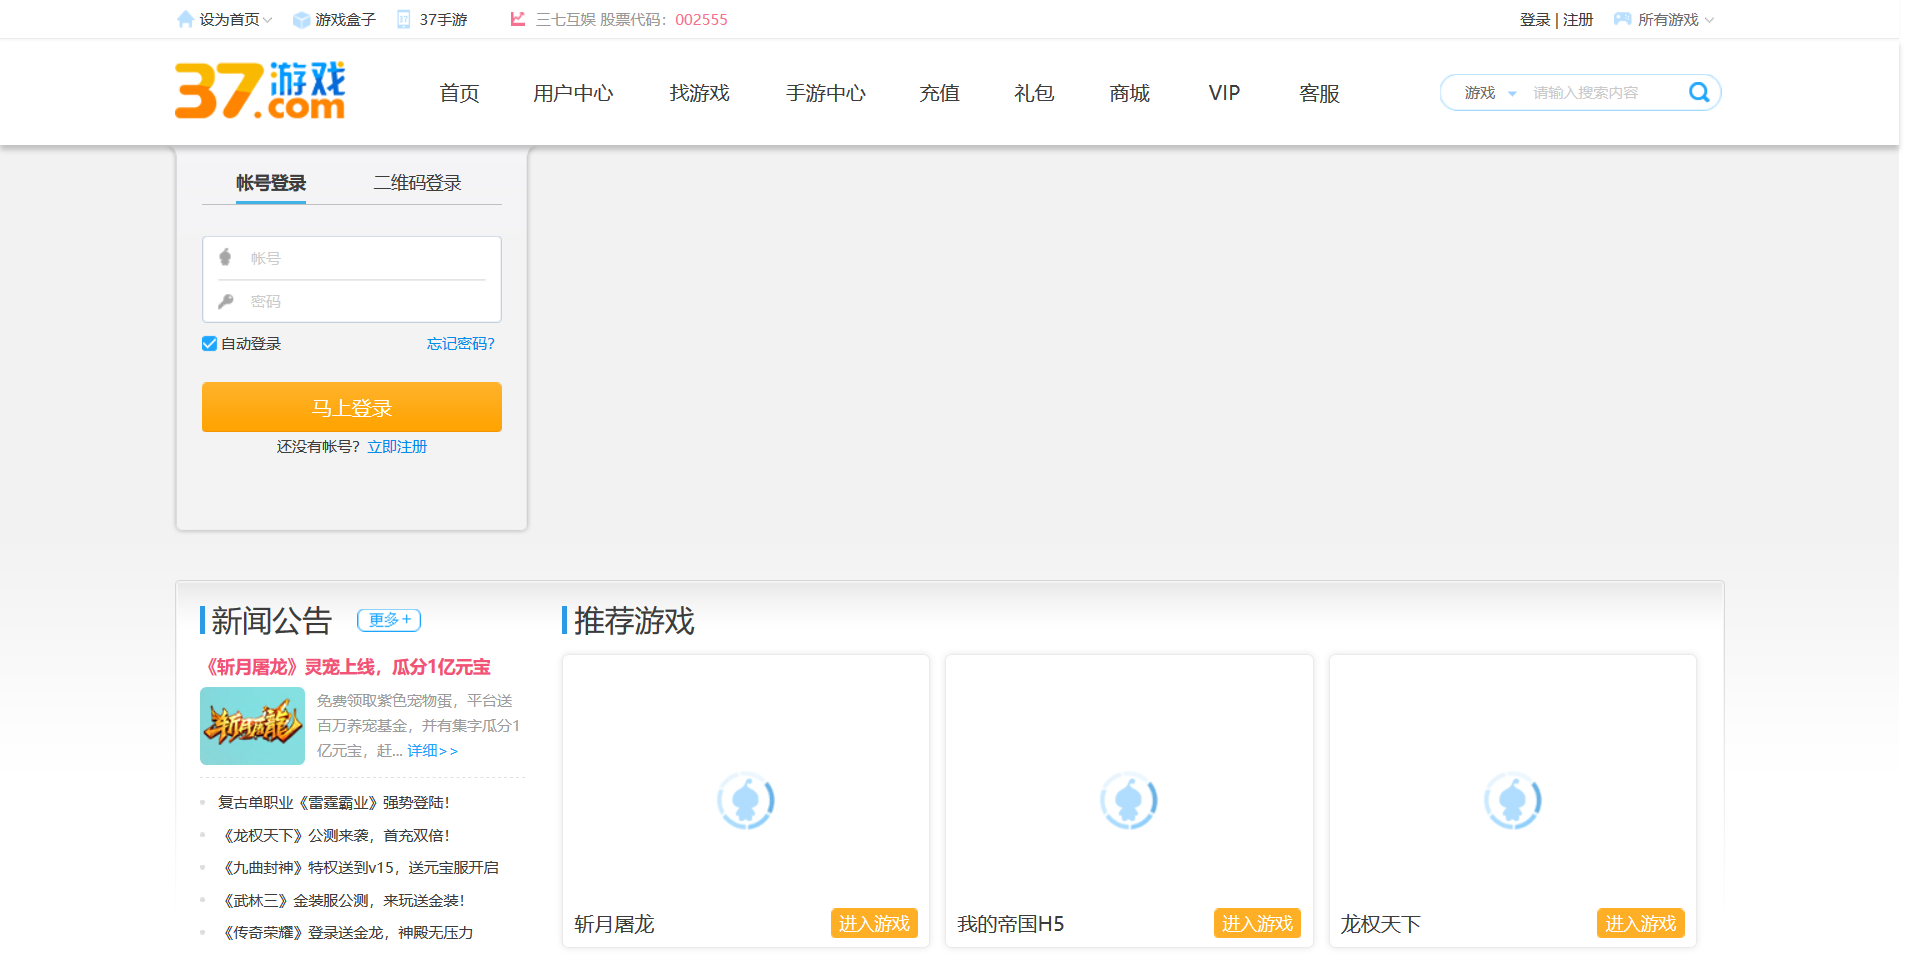 设为首页 游戏盒子 37手游 三七互娱 股票代码：002555 登录 | 注册 所有游戏
37游戏.com
首页 用户中心 找游戏 手游中心 充值 礼包 商城 VIP 客服 游戏 请输入搜索内容
帐号登录 二维码登录
帐号
密码
自动登录 忘记密码？
马上登录
还没有帐号？ 立即注册
新闻公告 更多+
《斩月屠龙》灵宠上线，瓜分1亿元宝
斩月屠龍
免费领取紫色宠物蛋，平台送
百万养宠基金，并有集字瓜分1
亿元宝，赶... 详细>>
复古单职业《雷霆霸业》强势登陆！
《龙权天下》公测来袭，首充双倍！
《九曲封神》特权送到v15，送元宝服开启
《武林三》金装服公测，来玩送金装！
《传奇荣耀》登录送金龙，神殿无压力
推荐游戏
斩月屠龙 进入游戏
我的帝国H5 进入游戏
龙权天下 进入游戏